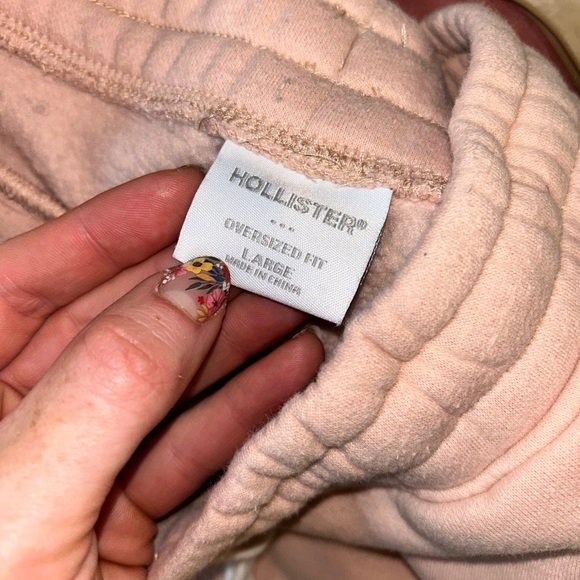 HOLLISTER®
...
OVERSIZED FIT
LARGE
MADE IN CHINA